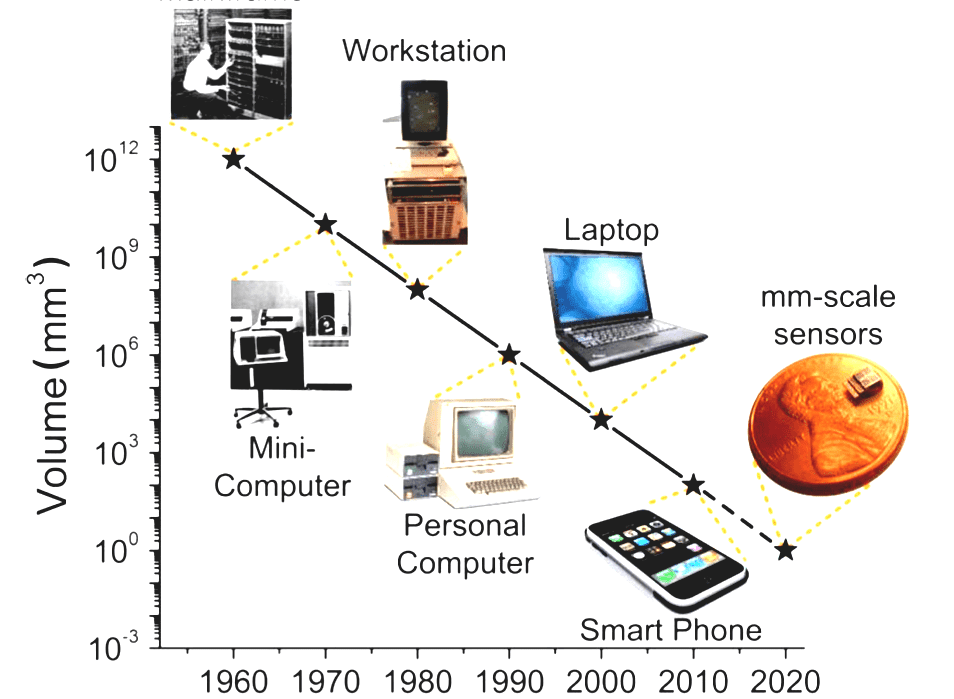 Workstation
10^12
Laptop
10^9
mm-scale
sensors
Volume (mm^3)
10^6
10^3
Mini-
Computer
Personal
Computer
10^0
Smart Phone
10^-3
1960 1970 1980 1990 2000 2010 2020